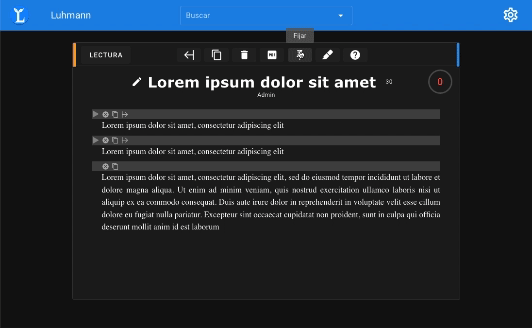 Luhmann
Buscar
Fijar
LECTURA
Lorem ipsum dolor sit amet
30
0
Admin
Lorem ipsum dolor sit amet, consectetur adipiscing elit
Lorem ipsum dolor sit amet, consectetur adipiscing elit
Lorem ipsum dolor sit amet, consectetur adipiscing elit, sed do eiusmod tempor incididunt ut labore et
dolore magna aliqua. Ut enim ad minim veniam, quis nostrud exercitation ullamco laboris nisi ut
aliquip ex ea commodo consequat. Duis aute irure dolor in reprehenderit in voluptate velit esse cillum
dolore eu fugiat nulla pariatur. Excepteur sint occaecat cupidatat non proident, sunt in culpa qui officia
deserunt mollit anim id est laborum